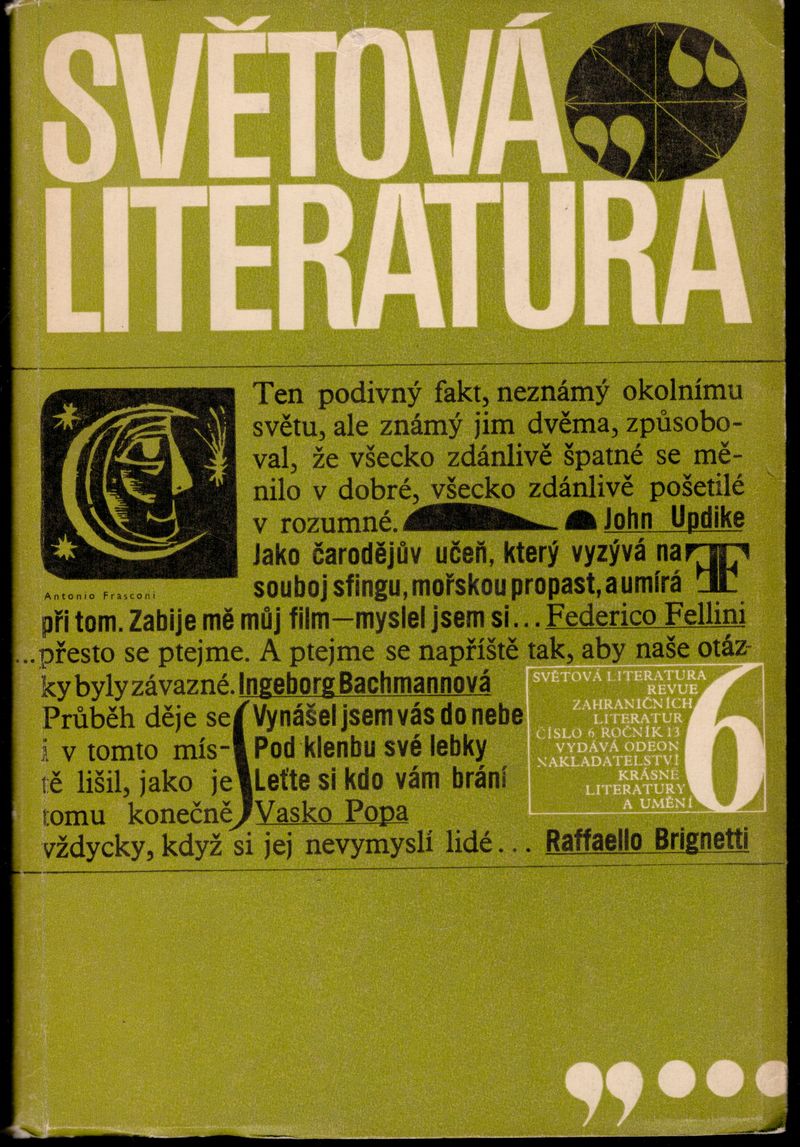 SVĚTOVÁ
LITERATURA
Ten podivný fakt, neznámý okolnímu
světu, ale známý jim dvěma, způsobo-
val, že všecko zdánlivě špatné se mě-
nilo v dobré, všecko zdánlivě pošetilé
v rozumné. John Updike
Antonio Frasconi
Jako čarodějův učeň, který vyzývá na
souboj sfingu, mořskou propast, a umírá
při tom. Zabije mě můj film—myslel jsem si... Federico Fellini
...přesto se ptejme. A ptejme se napříště tak, aby naše otáz-
ky byly závazné. Ingeborg Bachmannová
Průběh děje se
i v tomto mís-
tě lišil, jako je
tomu konečně
vždycky, když si jej nevymyslí lidé... Raffaello Brignetti
Vynášel jsem vás do nebe
Pod klenbu své lebky
Leťte si kdo vám brání
Vasko Popa
SVĚTOVÁ LITERATURA
REVUE
ZAHRANIČNÍCH
LITERATUR
ČÍSLO 6 ROČNÍK 13
VYDÁVÁ ODEON
NAKLADATELSTVÍ
KRÁSNÉ
LITERATURY
A UMĚNÍ
6